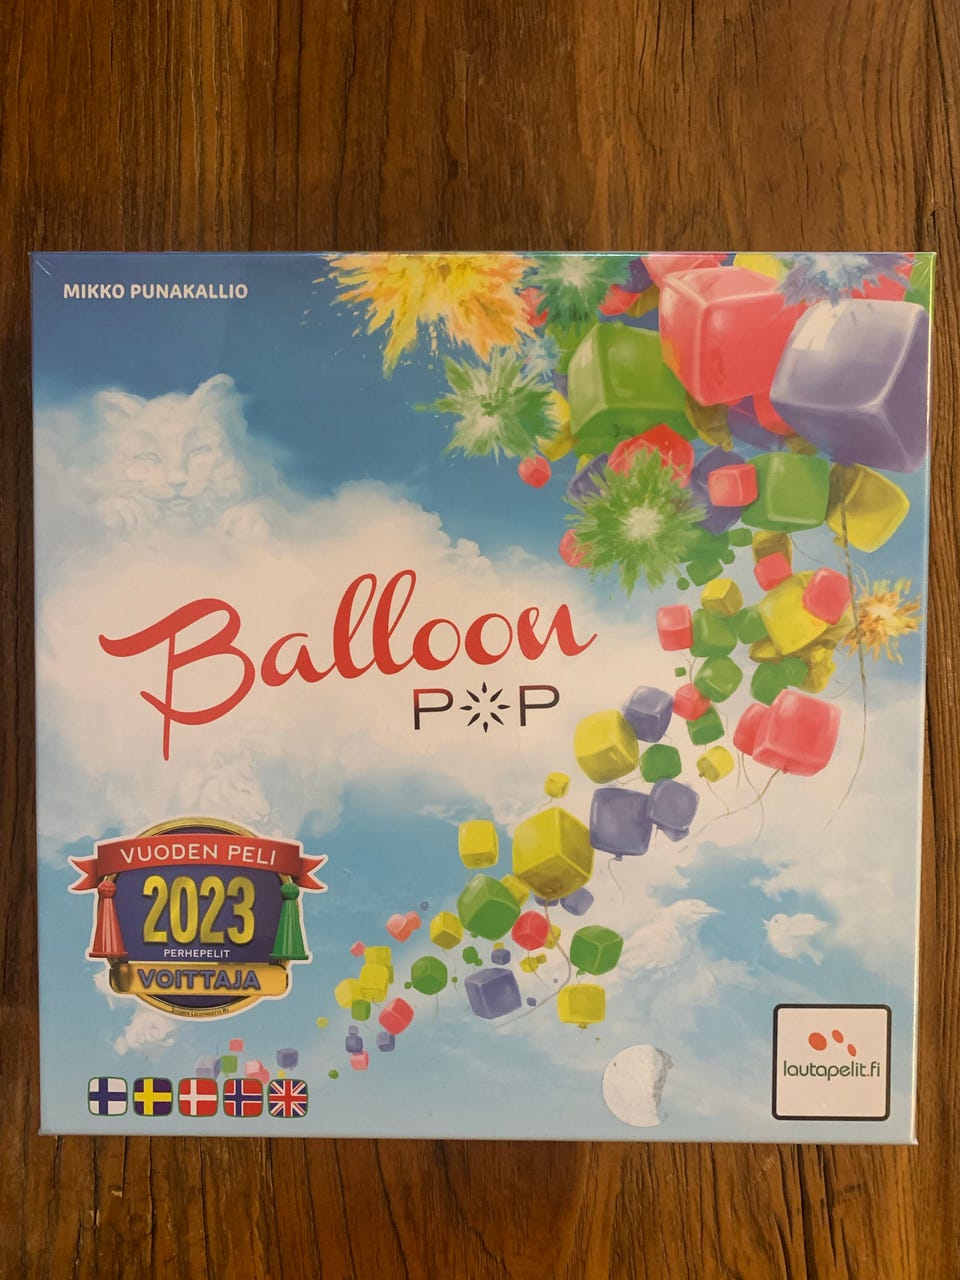 MIKKO PUNAKALLIO
Balloon
POP
VUODEN PELI
2023
PERHEPELIT
VOITTAJA
lautapelit.fi